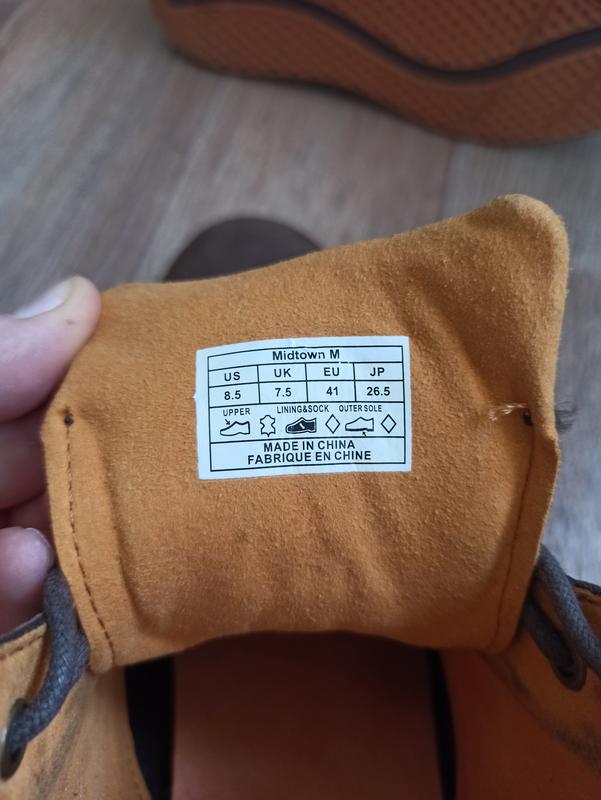 Midtown M
US UK EU JP
8.5 7.5 41 26.5
UPPER LINING&SOCK OUTER SOLE
MADE IN CHINA
FABRIQUE EN CHINE